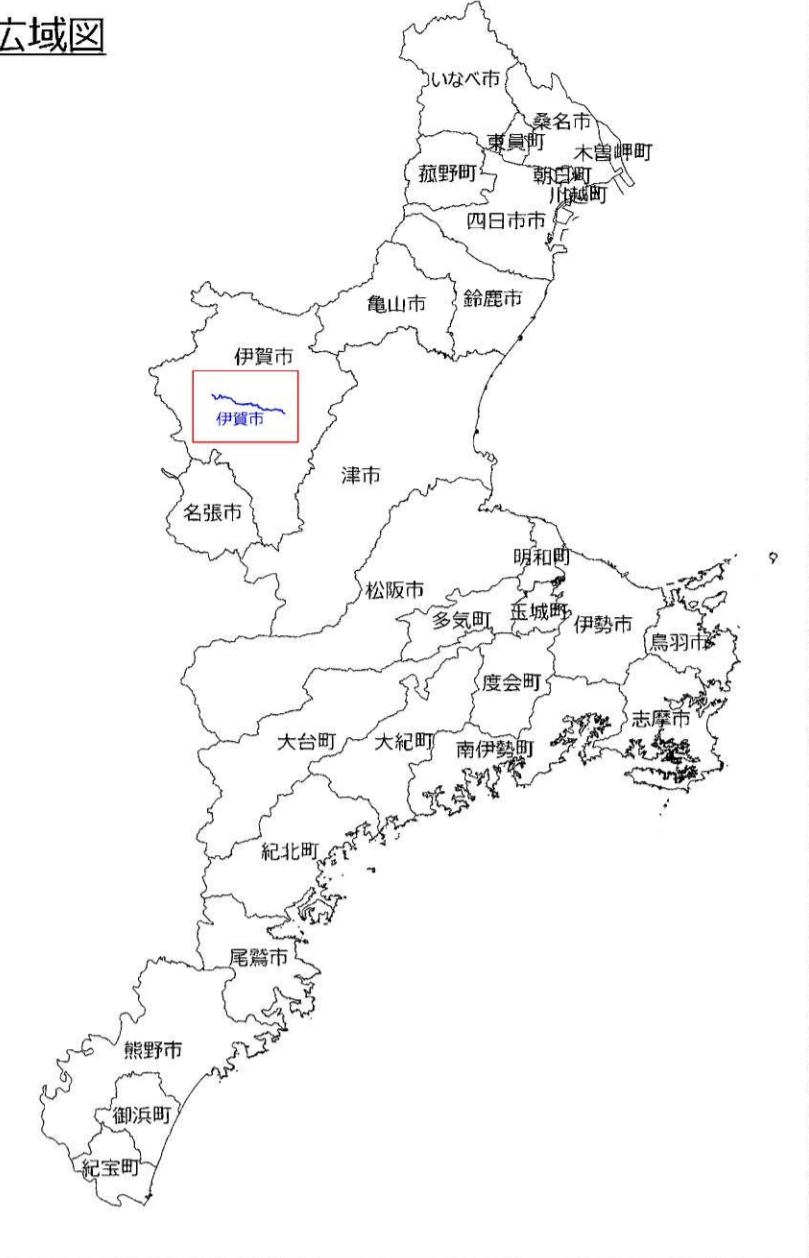 広域図
いなべ市
桑名市
東員町
木曽岬町
菰野町
朝日町
川越町
四日市市
亀山市
鈴鹿市
伊賀市
伊賀市
津市
名張市
明和町
松阪市
多気町
玉城町
伊勢市
鳥羽市
度会町
志摩市
大台町
大紀町
南伊勢町
紀北町
尾鷲市
熊野市
御浜町
紀宝町